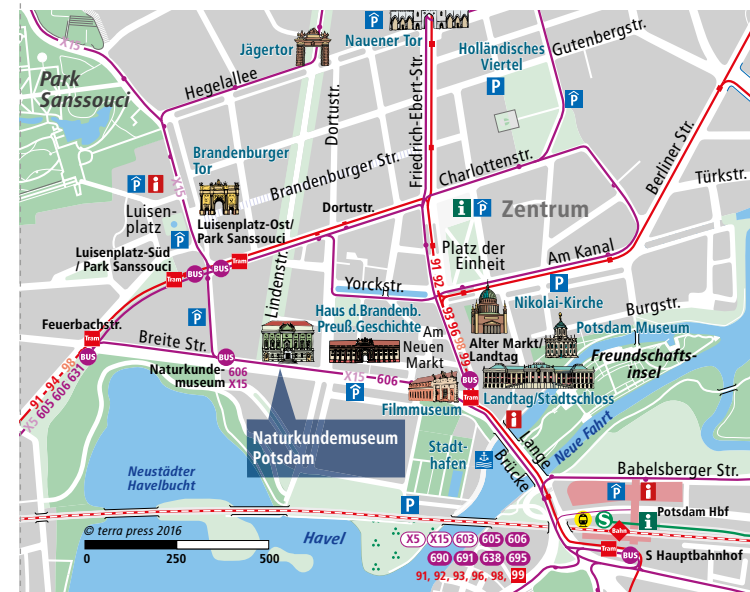 X15
Jägertor
P
Nauener Tor
Holländisches
Viertel
P
Gutenbergstr.
Park
Sanssouci
Hegelallee
Dortustr.
Friedrich-Ebert-Str.
P
Berliner Str.
Brandenburger
Tor
Brandenburger Str.
Charlottenstr.
Türkstr.
P i
X15
Luisen-
platz
P
Luisenplatz-Ost/
Park Sanssouci
Dortustr.
i P
Zentrum
Luisenplatz-Süd
/ Park Sanssouci
Tram
BUS
BUS
Tram
Platz der
Einheit
Am Kanal
91 92
93 96 98 99
Lindenstr.
Yorckstr.
P
Nikolai-Kirche
Burgstr.
Haus d.Brandenb.
Preuß.Geschichte
Potsdam Museum
Feuerbachstr.
P
Tram
BUS
Breite Str.
BUS
Am
Neuen
Markt
Alter Markt/
Landtag
Freundschafts-
insel
Naturkunde-
museum
606
X15
X15 - 606
P
BUS
Tram
Filmmuseum
Landtag/Stadtschloss
i
91 - 94 - 98
X5 605 606 631
Naturkundemuseum
Potsdam
Stadt-
hafen
Lange
Brücke
Neue Fahrt
Neustädter
Havelbucht
Babelsberger Str.
P i
P
Potsdam Hbf
i
S
Bahn
© terra press 2016
0 250 500
Havel
X5 X15 603 605 606
690 691 638 695
91, 92, 93, 96, 98, 99
Tram
BUS
S Hauptbahnhof